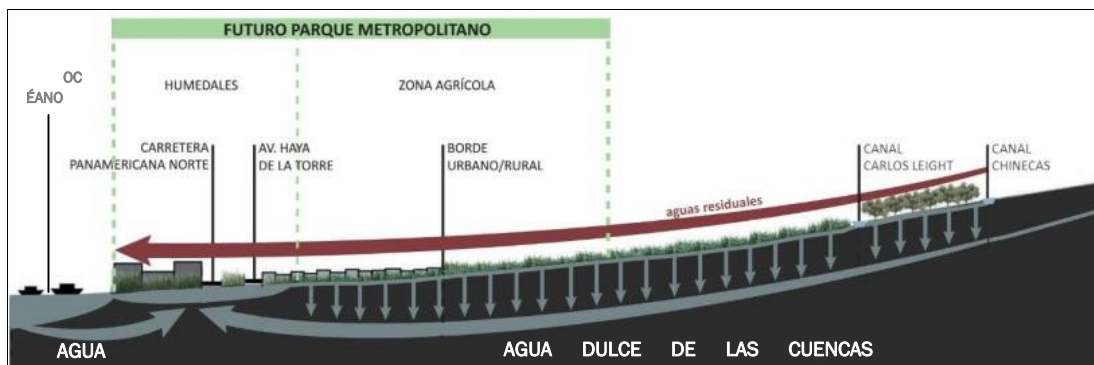 FUTURO PARQUE METROPOLITANO
OC
ÉANO
HUMEDALES
ZONA AGRÍCOLA
CARRETERA
PANAMERICANA NORTE
AV. HAYA
DE LA TORRE
BORDE
URBANO/RURAL
CANAL
CARLOS LEIGHT
CANAL
CHINECAS
aguas residuales
AGUA
AGUA DULCE DE LAS CUENCAS